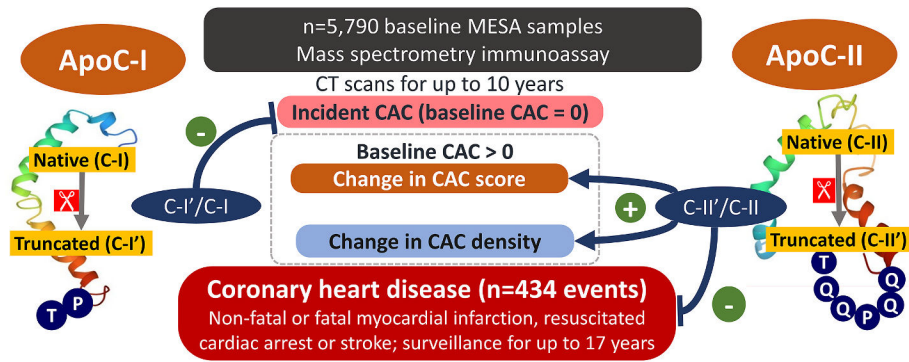 n=5,790 baseline MESA samples
Mass spectrometry immunoassay
ApoC-I
ApoC-II
CT scans for up to 10 years
Incident CAC (baseline CAC = 0)
-
Baseline CAC > 0
Native (C-I)
Native (C-II)
Change in CAC score
C-I’/C-I
C-II’/C-II
+
Truncated (C-I’)
Truncated (C-II’)
Change in CAC density
T
P
T
Q
Q
P
Q
Q
Coronary heart disease (n=434 events)
-
Non-fatal or fatal myocardial infarction, resuscitated
cardiac arrest or stroke; surveillance for up to 17 years